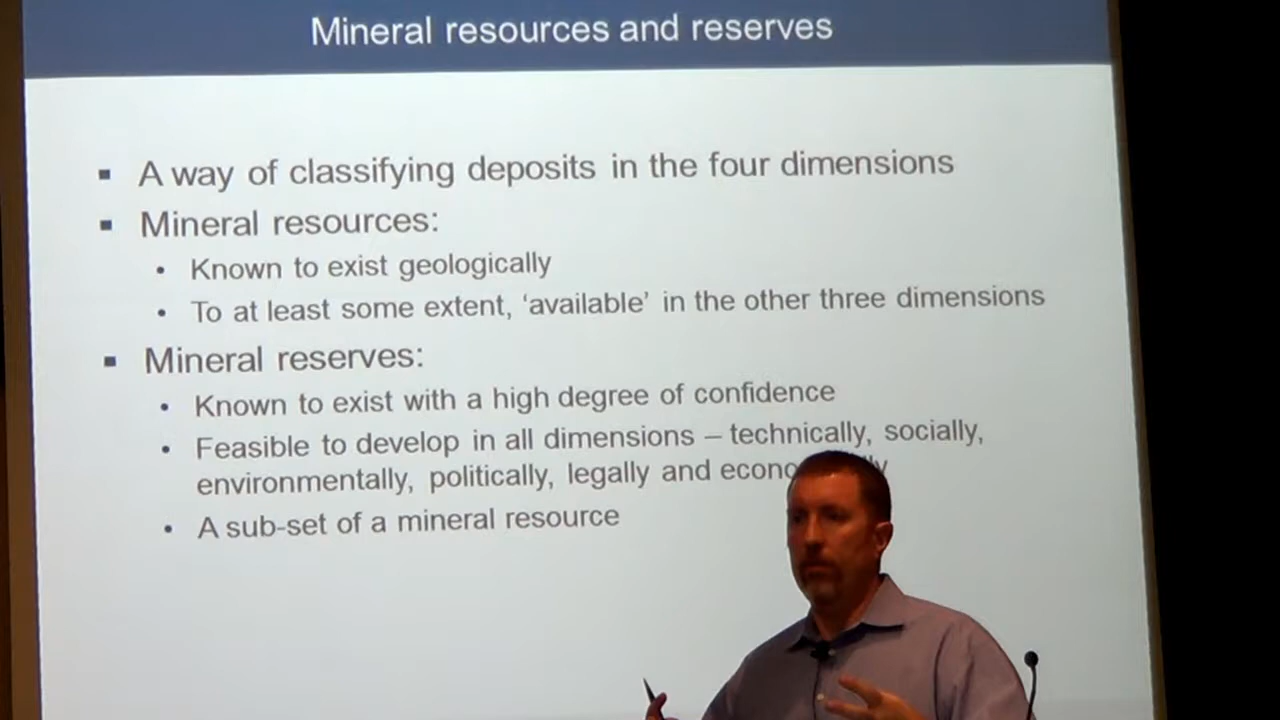 Mineral resources and reserves
▪ A way of classifying deposits in the four dimensions
▪ Mineral resources:
• Known to exist geologically
• To at least some extent, ‘available’ in the other three dimensions
▪ Mineral reserves:
• Known to exist with a high degree of confidence
• Feasible to develop in all dimensions – technically, socially,
environmentally, politically, legally and
• A sub-set of a mineral resource